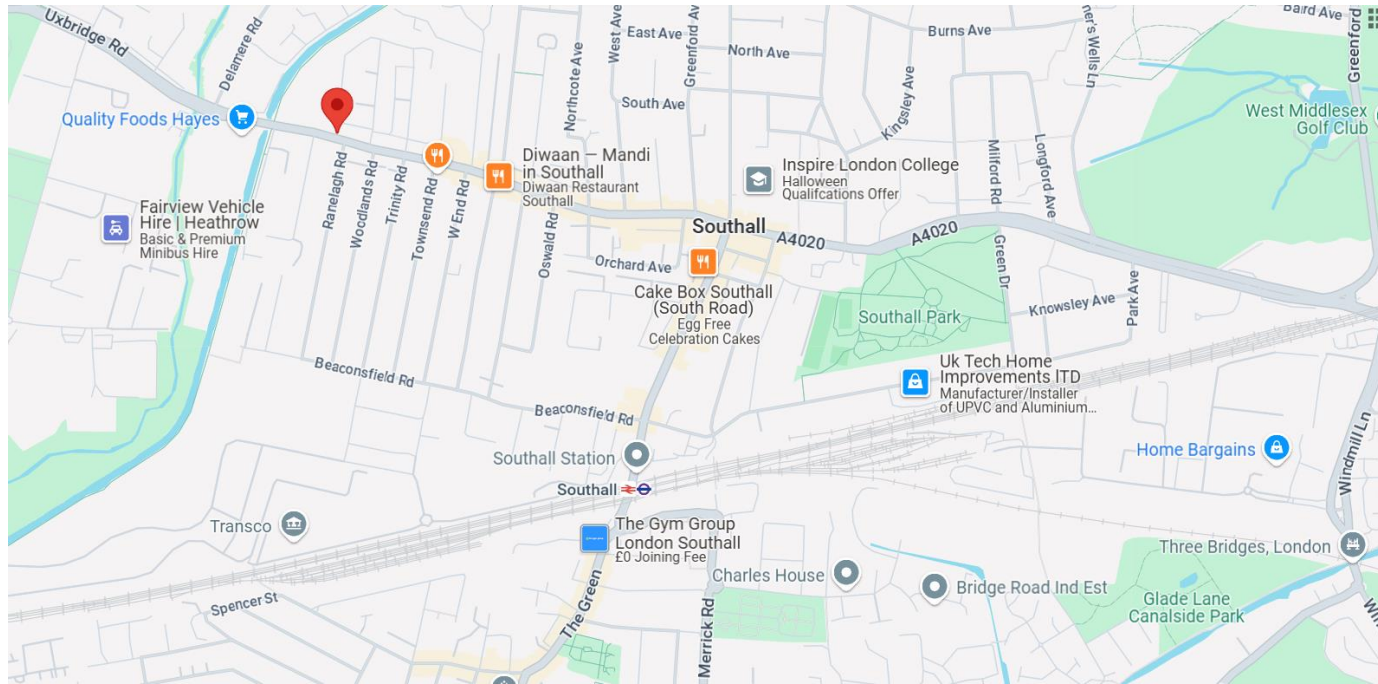 Uxbridge Rd
Delamere Rd
Quality Foods Hayes
Fairview Vehicle
Hire | Heathrow
Basic & Premium
Minibus Hire
Ranelagh Rd
Woodlands Rd
Trinity Rd
Townsend Rd
W End Rd
Diwaan – Mandi
in Southall
Diwaan Restaurant
Southall
Oswald Rd
Northcote Ave
West Ave
East Ave
South Ave
Greenford Av
North Ave
Burns Ave
Kingsley Ave
ner's Wells Ln
Baird Ave
Greenford
West Middlesex
Golf Club
Inspire London College
Halloween
Qualifcations Offer
Milford Rd
Longford Ave
Southall
A4020
A4020
Green Dr
Orchard Ave
Cake Box Southall
(South Road)
Egg Free
Celebration Cakes
Southall Park
Knowsley Ave
Park Ave
Uk Tech Home
Improvements lTD
Manufacturer/Installer
of UPVC and Aluminium...
Beaconsfield Rd
Beaconsfield Rd
Southall Station
Southall
Home Bargains
Windmill Ln
Transco
The Gym Group
London Southall
£0 Joining Fee
Charles House
Bridge Road Ind Est
Three Bridges, London
Glade Lane
Canalside Park
Spencer St
The Green
Merrick Rd